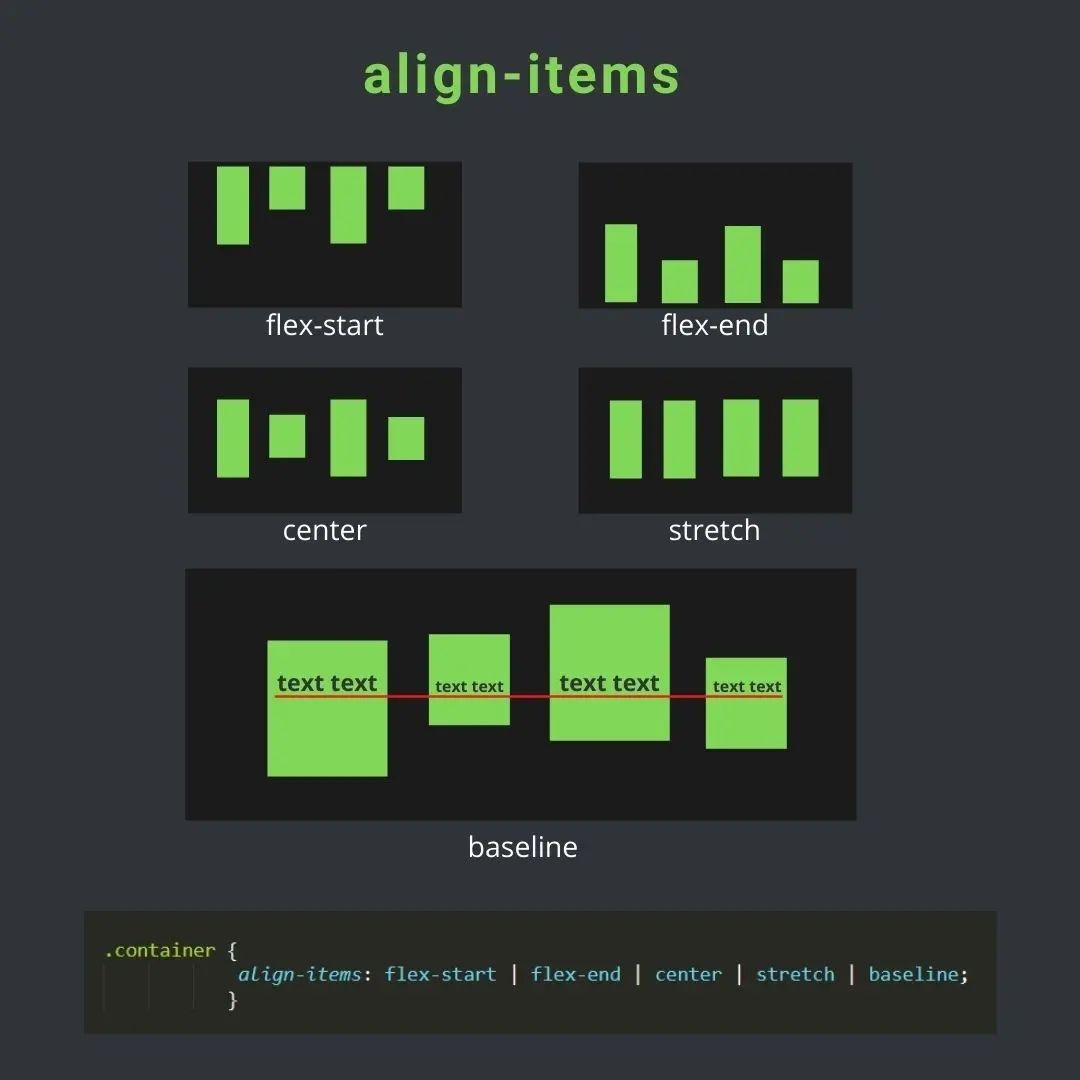 align-items
flex-start
flex-end
center
stretch
text text
text text
text text
text text
baseline
.container {
align-items: flex-start | flex-end | center | stretch | baseline;
}